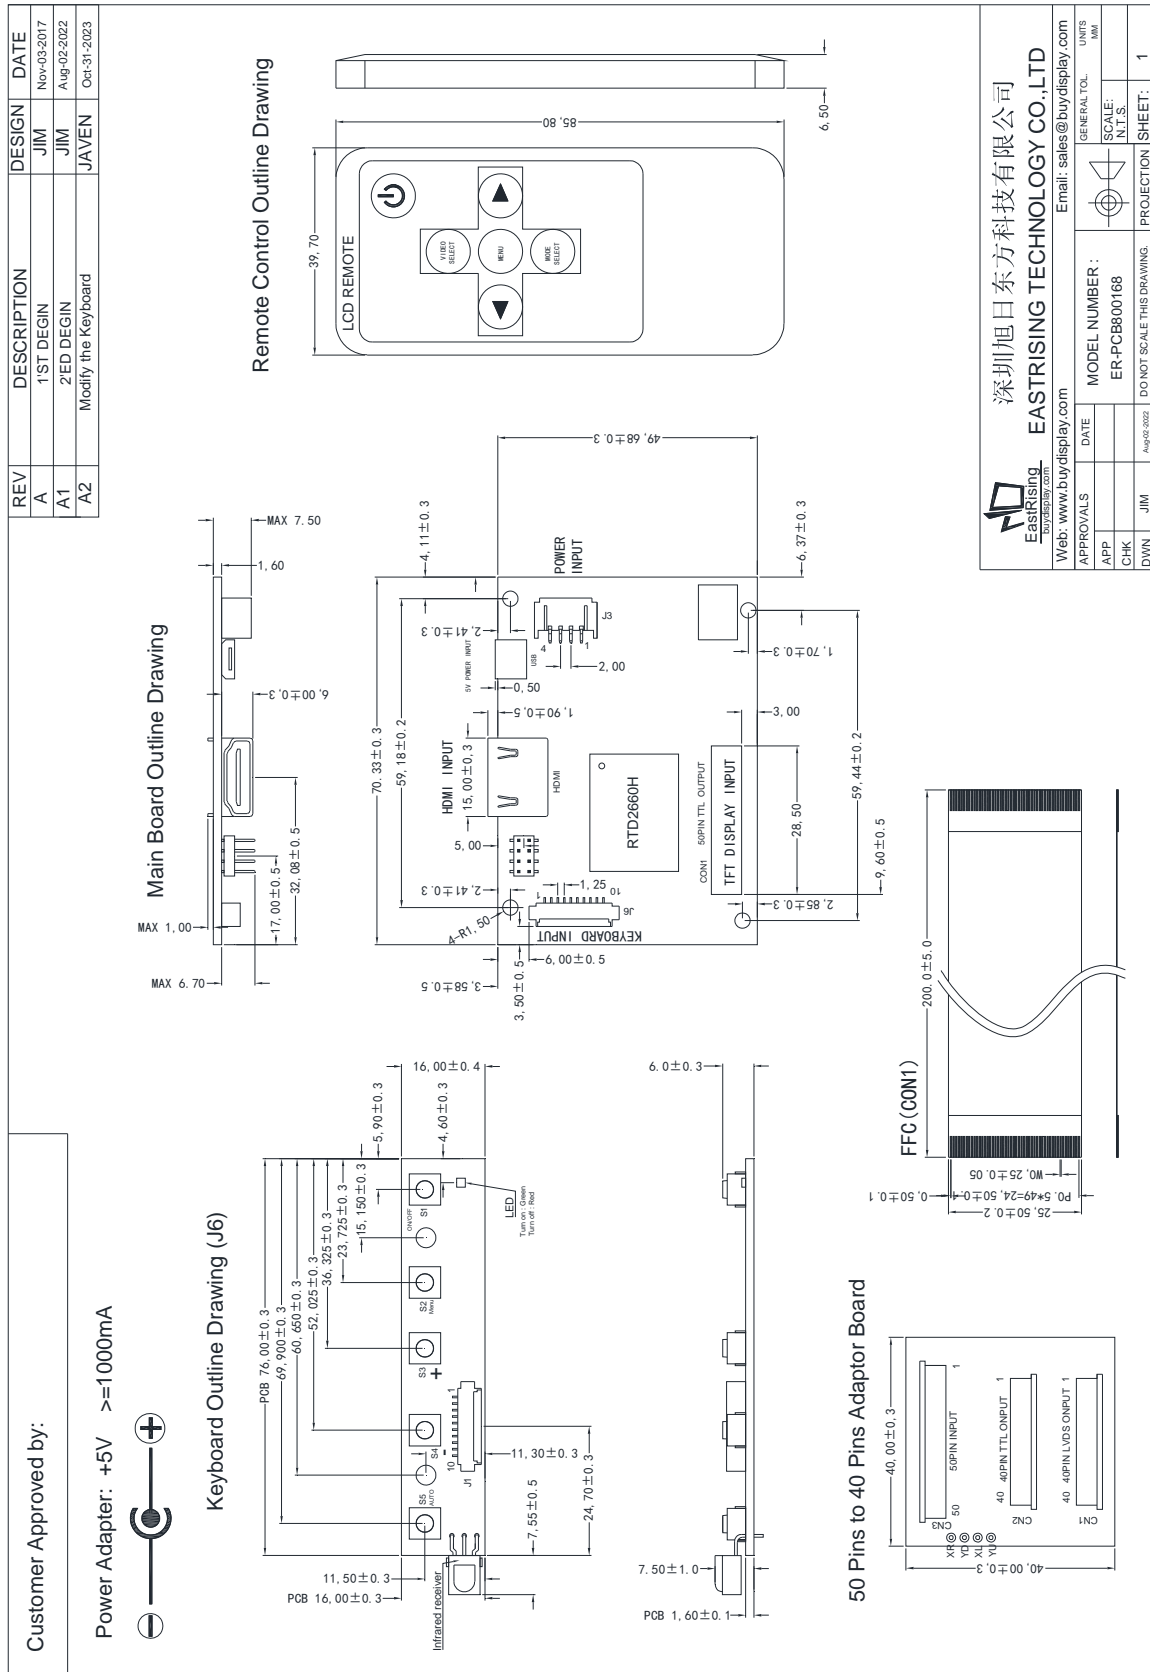 Customer Approved by:
REV DESCRIPTION DESIGN DATE
A 1'ST DEGIN JIM Nov-03-2017
A1 2'ED DEGIN JIM Aug-02-2022
A2 Modify the Keyboard JAVEN Oct-31-2023
Power Adapter: +5V >=1000mA
Keyboard Outline Drawing (J6)
PCB 76,00±0.3
69,900±0.3
60,650±0.3
52,025±0.3
36,325±0.3
23,725±0.3
15,150±0.3
5,90±0.3
16,00±0.4
4,60±0.3
S5
AUTO
S4
-
S3
+
S2
Menu
ON/OFF
S1
LED
Turn on : Green
Turn off : Red
10
1
J1
11,30±0.3
24,70±0.3
7,55±0.5
11,50±0.3
PCB 16,00±0.3
Infrared receiver
6.0±0.3
7.50±1.0
PCB 1,60±0.1
Main Board Outline Drawing
MAX 7.50
1,60
6,00±0,3
MAX 1,00
MAX 6.70
17,00±0.5
32,08±0.5
70.33±0.3
59,18±0.2
4,11±0.3
49,68±0.3
HDMI INPUT
15,00±0,3
POWER
INPUT
5V POWER INPUT
USB
2,41±0.3
0,50
1,90±0.5
4
1
J3
2,00
5,00
2,41±0.3
HDMI
4-R1,50
1
10
1,25
J6
KEYBOARD INPUT
6,00±0.5
3,50±0.5
3,58±0.5
RTD2660H
CON1 50PIN TTL OUTPUT
TFT DISPLAY INPUT
3,00
28,50
1,70±0.3
6,37±0.3
2,85±0.3
9,60±0.5
59,44±0.2
Remote Control Outline Drawing
39,70
85,80
6,50
LCD REMOTE
VIDEO
SELECT
MENU
MODE
SELECT
50 Pins to 40 Pins Adaptor Board
40,00±0,3
40,00±0,3
CN3
50
50PIN INPUT
1
XR
YD
XL
YU
40 40PIN TTL ONPUT 1
CN2
40 40PIN LVDS ONPUT 1
CN1
FFC(CON1)
200.0±5.0
W0,25±0.05
0,50±0.1
P0.5*49=24,50±0.1
25,50±0.2
深圳旭日东方科技有限公司
EastRising
buydisplay.com
EASTRISING TECHNOLOGY CO.,LTD
Web: www.buydisplay.com Email: sales@buydisplay.com
APPROVALS DATE
APP
CHK
DWN JIM Aug-02-2022
MODEL NUMBER :
ER-PCB800168
DO NOT SCALE THIS DRAWING.
PROJECTION
GENERAL TOL. UNITS
MM
SCALE:
N.T.S.
SHEET: 1